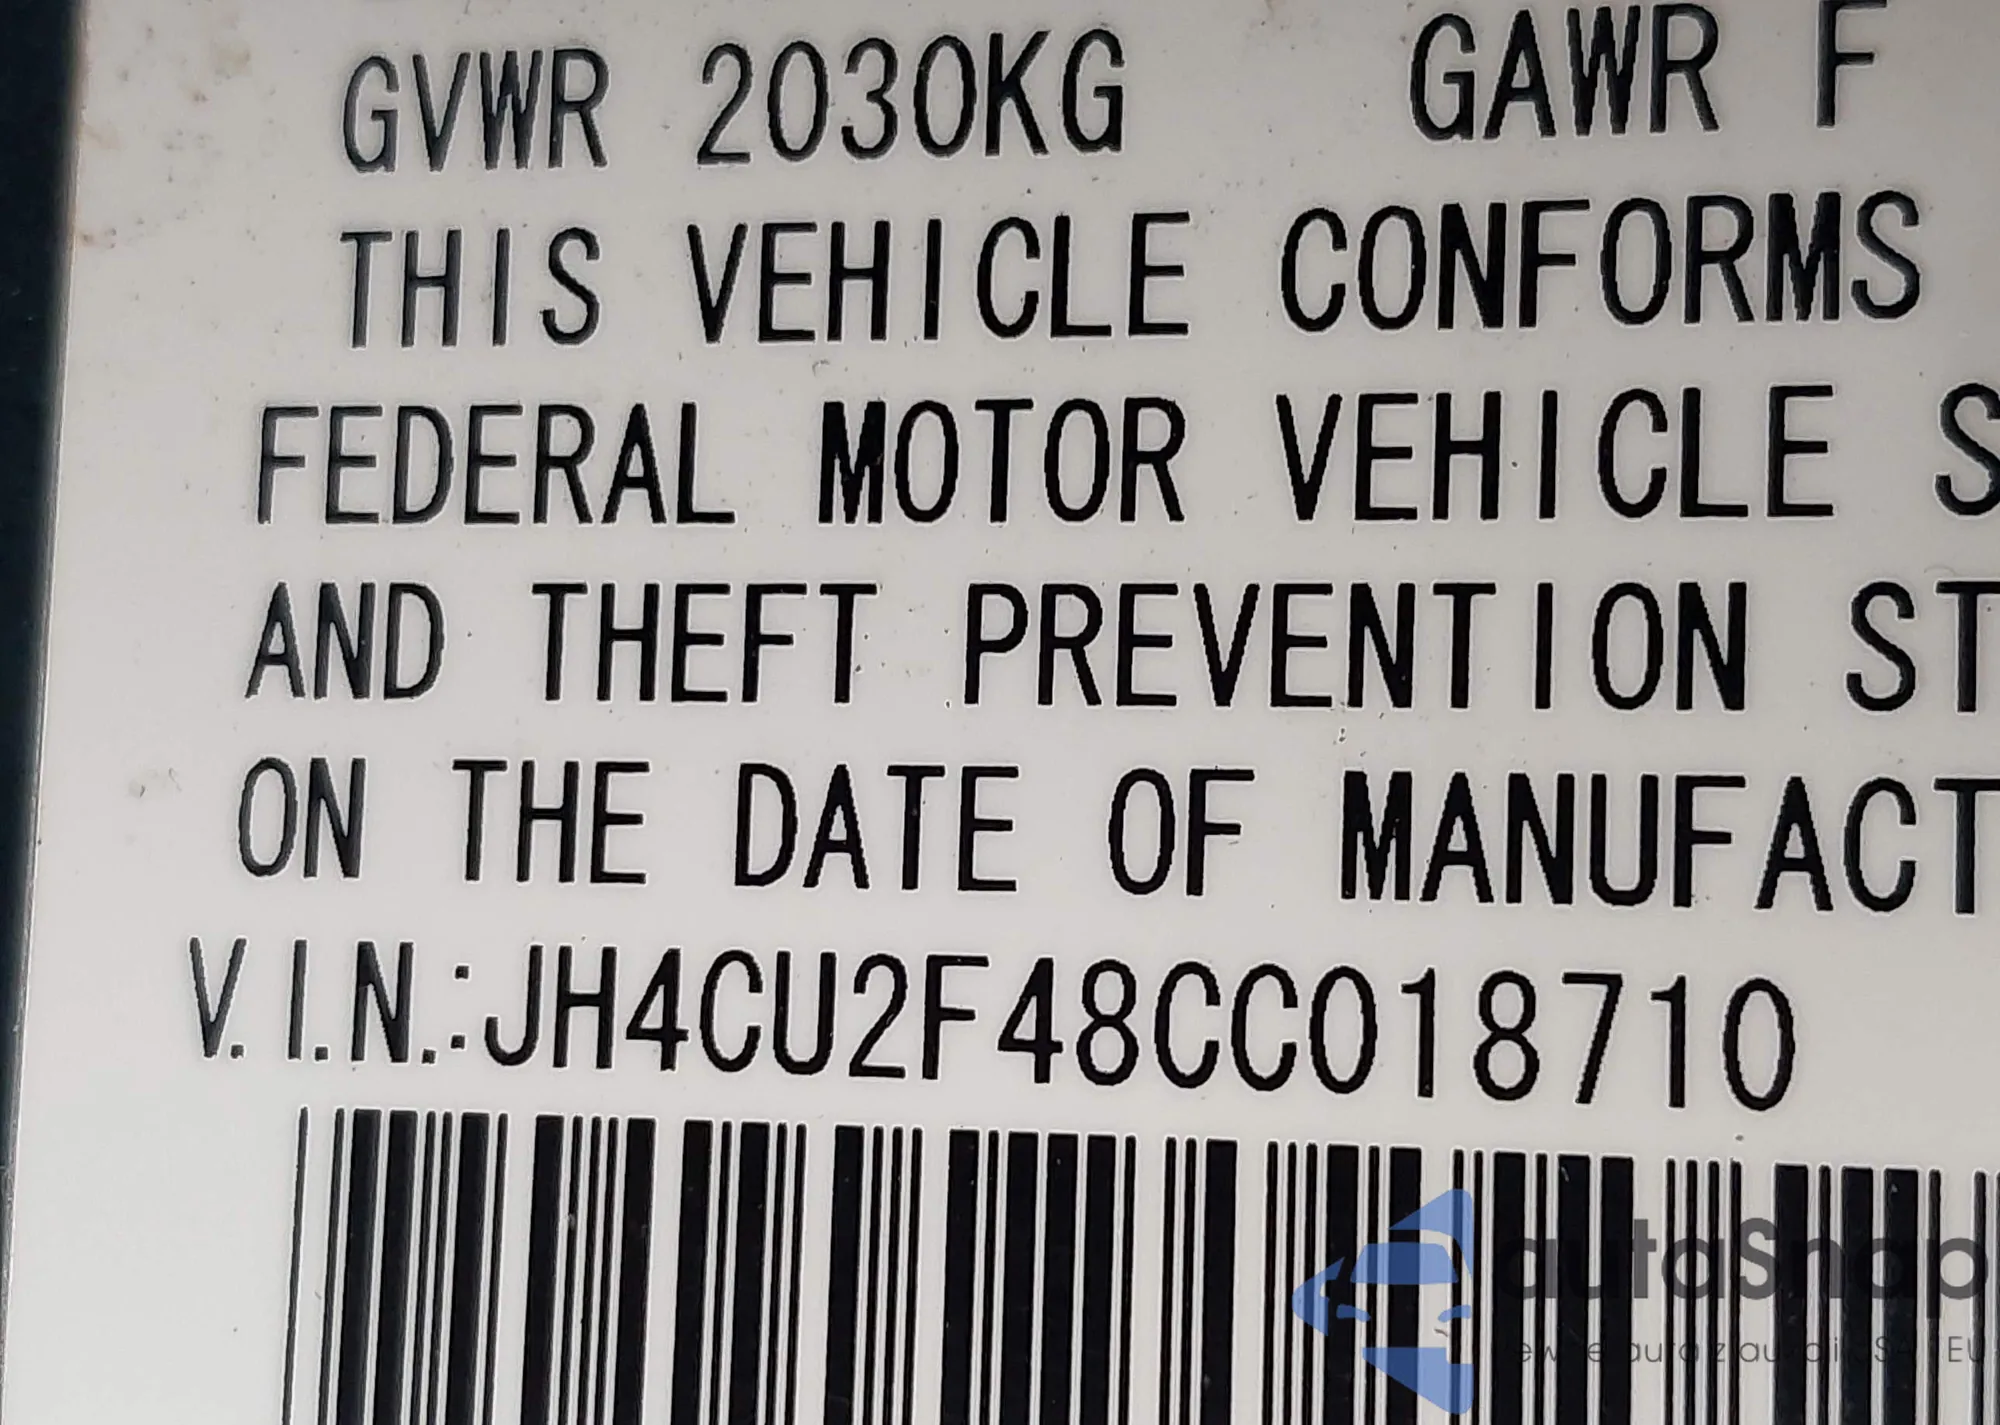 GVWR 2030KG GAWR F
THIS VEHICLE CONFORMS
FEDERAL MOTOR VEHICLE S
AND THEFT PREVENTION ST
ON THE DATE OF MANUFACT
V.I.N.:JH4CU2F48CC018710
autaSnap